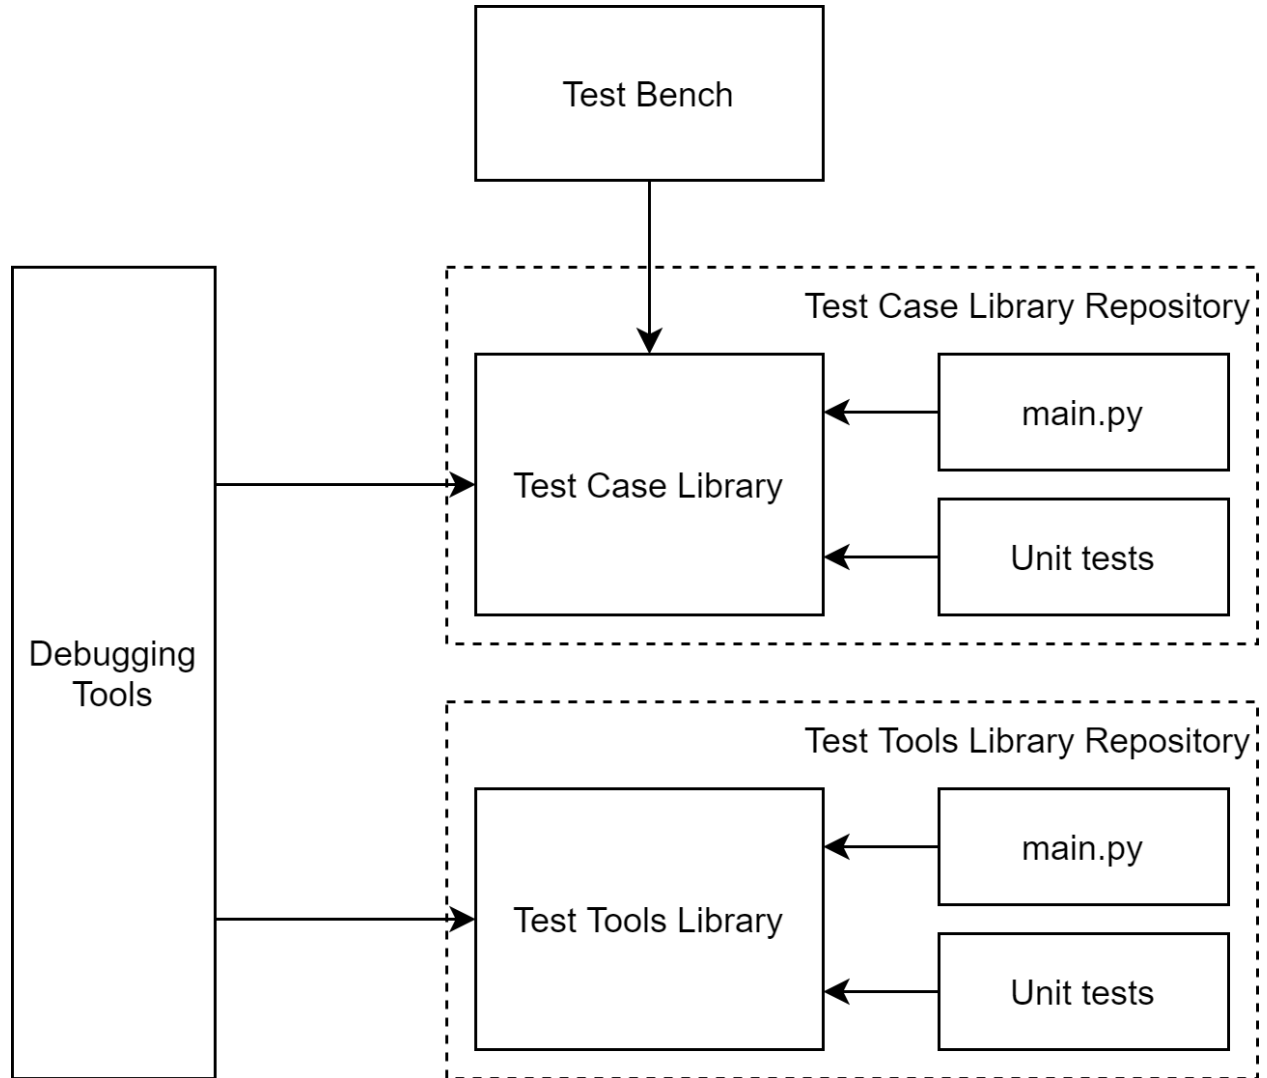 Test Bench
Test Case Library Repository
main.py
Test Case Library
Unit tests
Debugging
Tools
Test Tools Library Repository
main.py
Test Tools Library
Unit tests